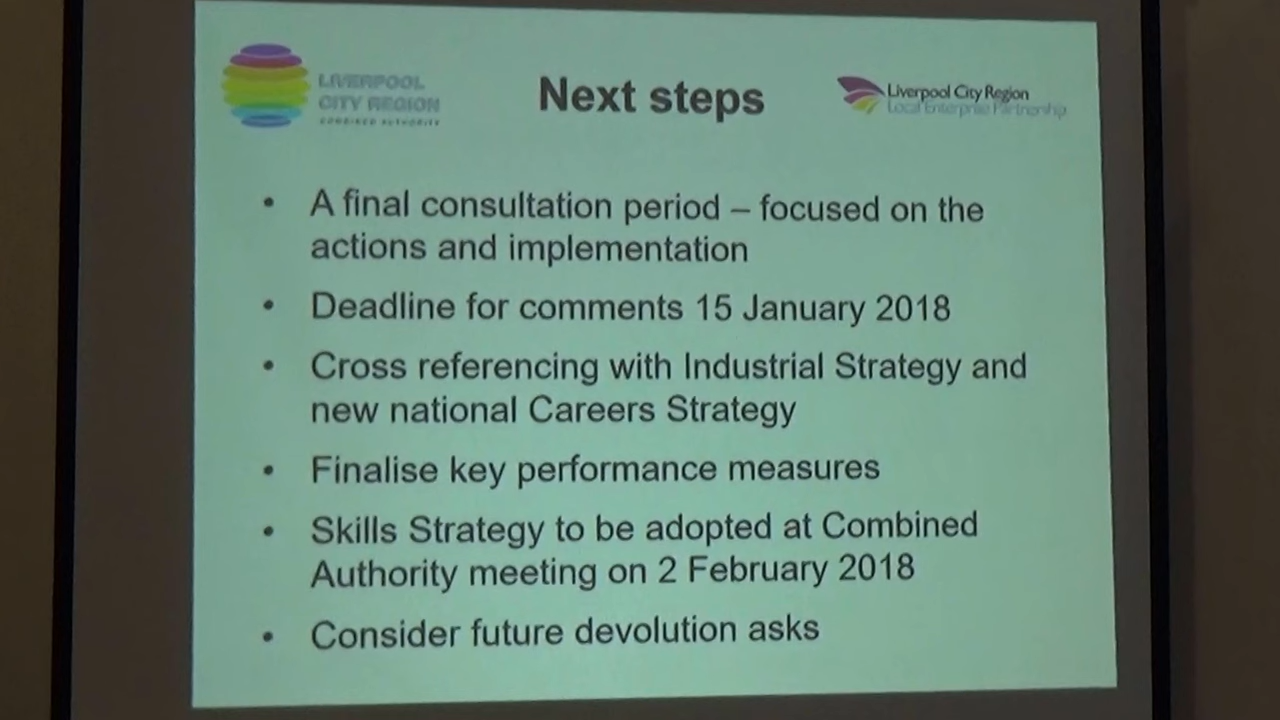 LIVERPOOL
CITY REGION
COMBINED AUTHORITY
Next steps
Liverpool City Region
Local Enterprise Partnership
• A final consultation period – focused on the
actions and implementation
• Deadline for comments 15 January 2018
• Cross referencing with Industrial Strategy and
new national Careers Strategy
• Finalise key performance measures
• Skills Strategy to be adopted at Combined
Authority meeting on 2 February 2018
• Consider future devolution asks